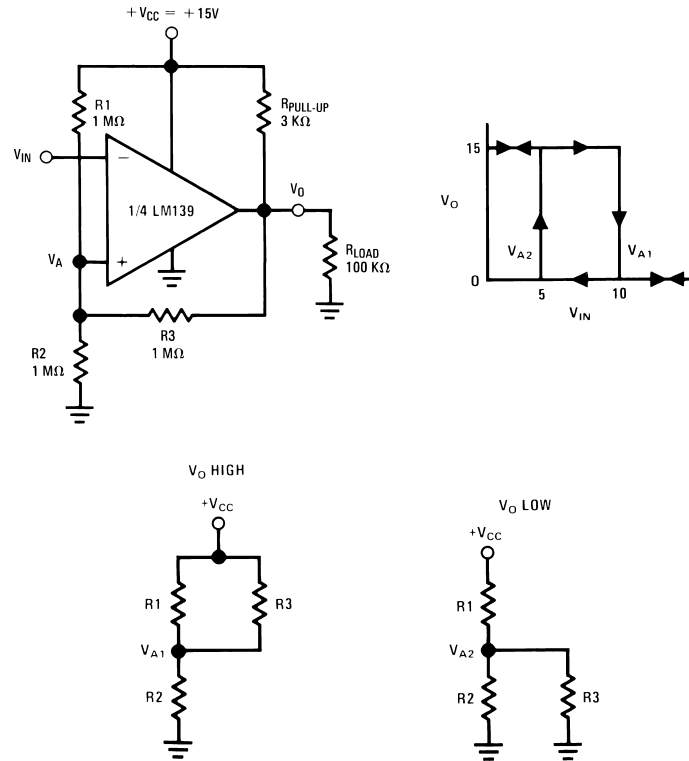 +VCC = +15V
R1
1 MΩ
RPULL-UP
3 KΩ
VIN
−
1/4 LM139
VO
VA
+
RLOAD
100 KΩ
R3
1 MΩ
R2
1 MΩ
15
VO
VA2
VA1
0
5
10
VIN
VO HIGH
+VCC
R1
R3
VA1
R2
VO LOW
+VCC
R1
VA2
R2
R3